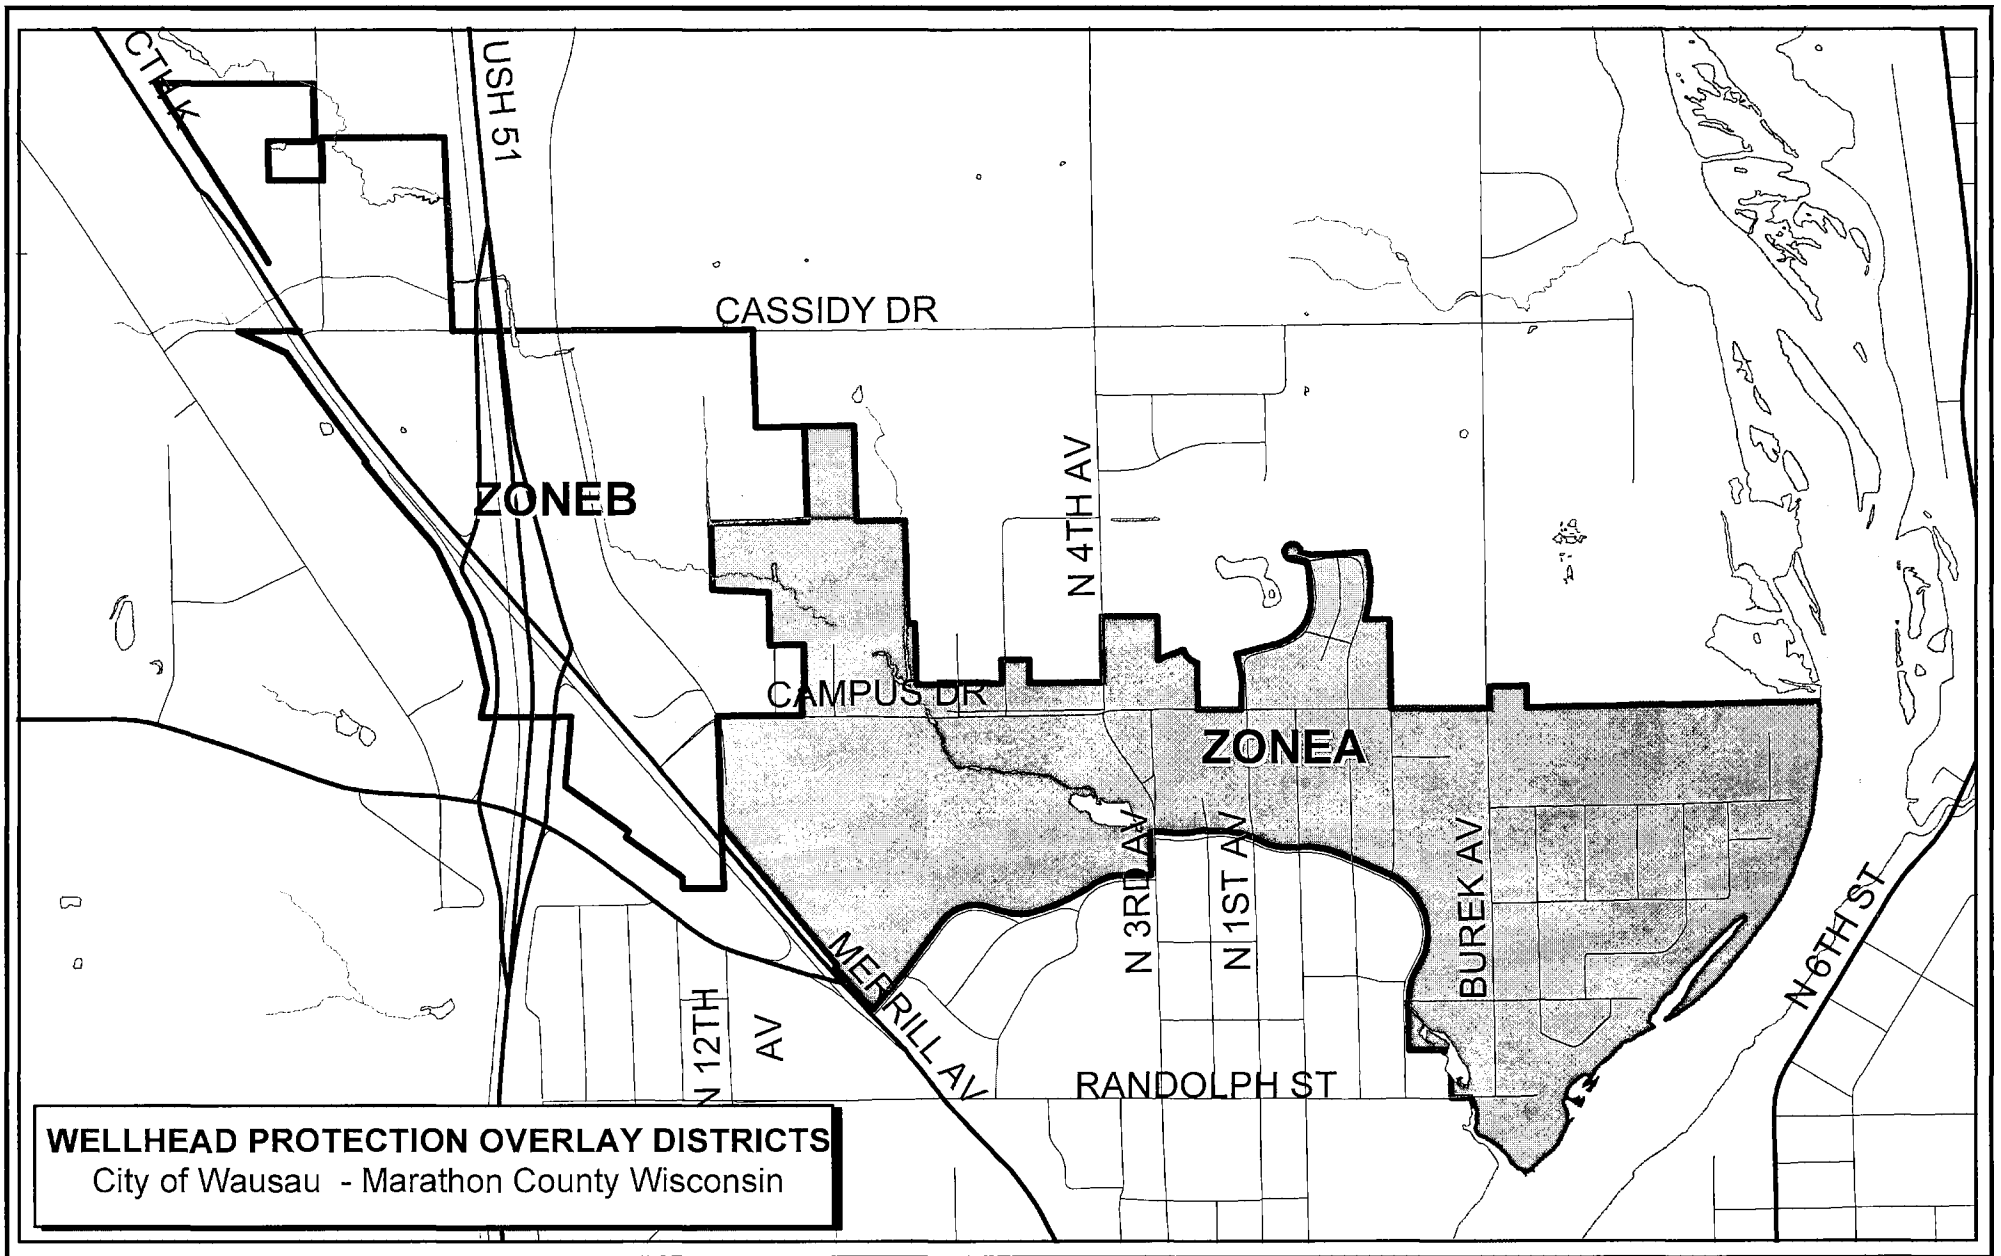 CTH K
USH 51
CASSIDY DR
N 4TH AV
ZONEB
CAMPUS DR
ZONEA
N 3RD AV
N 1ST AV
BUREK AV
N 6TH ST
MERRILL AV
N 12TH
AV
RANDOLPH ST
WELLHEAD PROTECTION OVERLAY DISTRICTS
City of Wausau - Marathon County Wisconsin